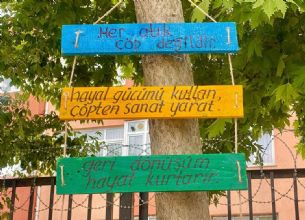 Her atık
çöp değildir.
hayal gücünü kullan,
çöpten sanat yarat.
geri dönüşüm
hayat kurtarır.